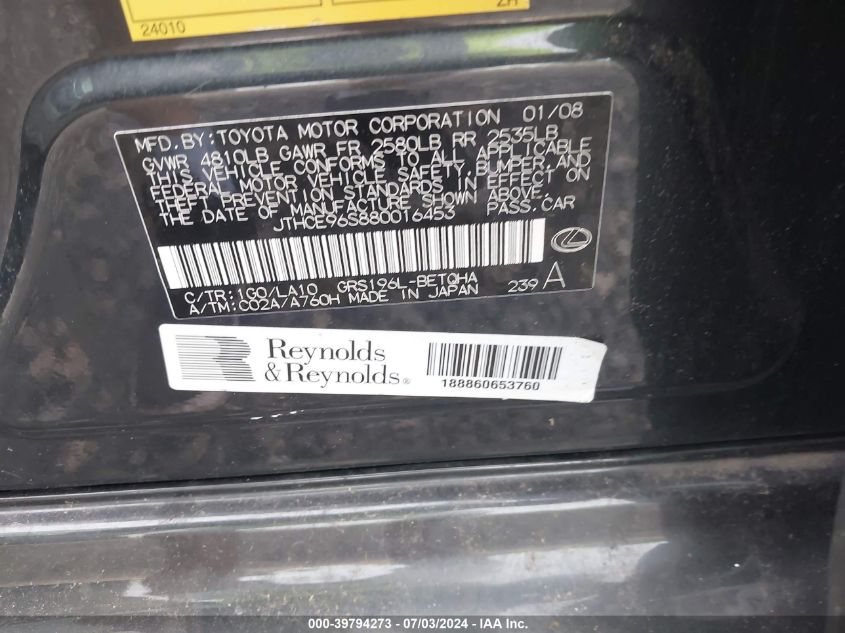 24010
ZH
MFD. BY: TOYOTA MOTOR CORPORATION 01/08
GVWR 4810LB GAWR FR 2580LB RR 2535LB
THIS VEHICLE CONFORMS TO ALL APPLICABLE
FEDERAL MOTOR VEHICLE SAFETY, BUMPER, AND
THEFT PREVENTION STANDARDS IN EFFECT ON
THE DATE OF MANUFACTURE SHOWN ABOVE.
JTHCE96S880016453 PASS. CAR
C/TR: 1G0/LA10 GRS196L-BETQHA
A/TM: C02A/A760H MADE IN JAPAN 239 A
Reynolds
& Reynolds®
188860653760
000-39794273 - 07/03/2024 - IAA Inc.